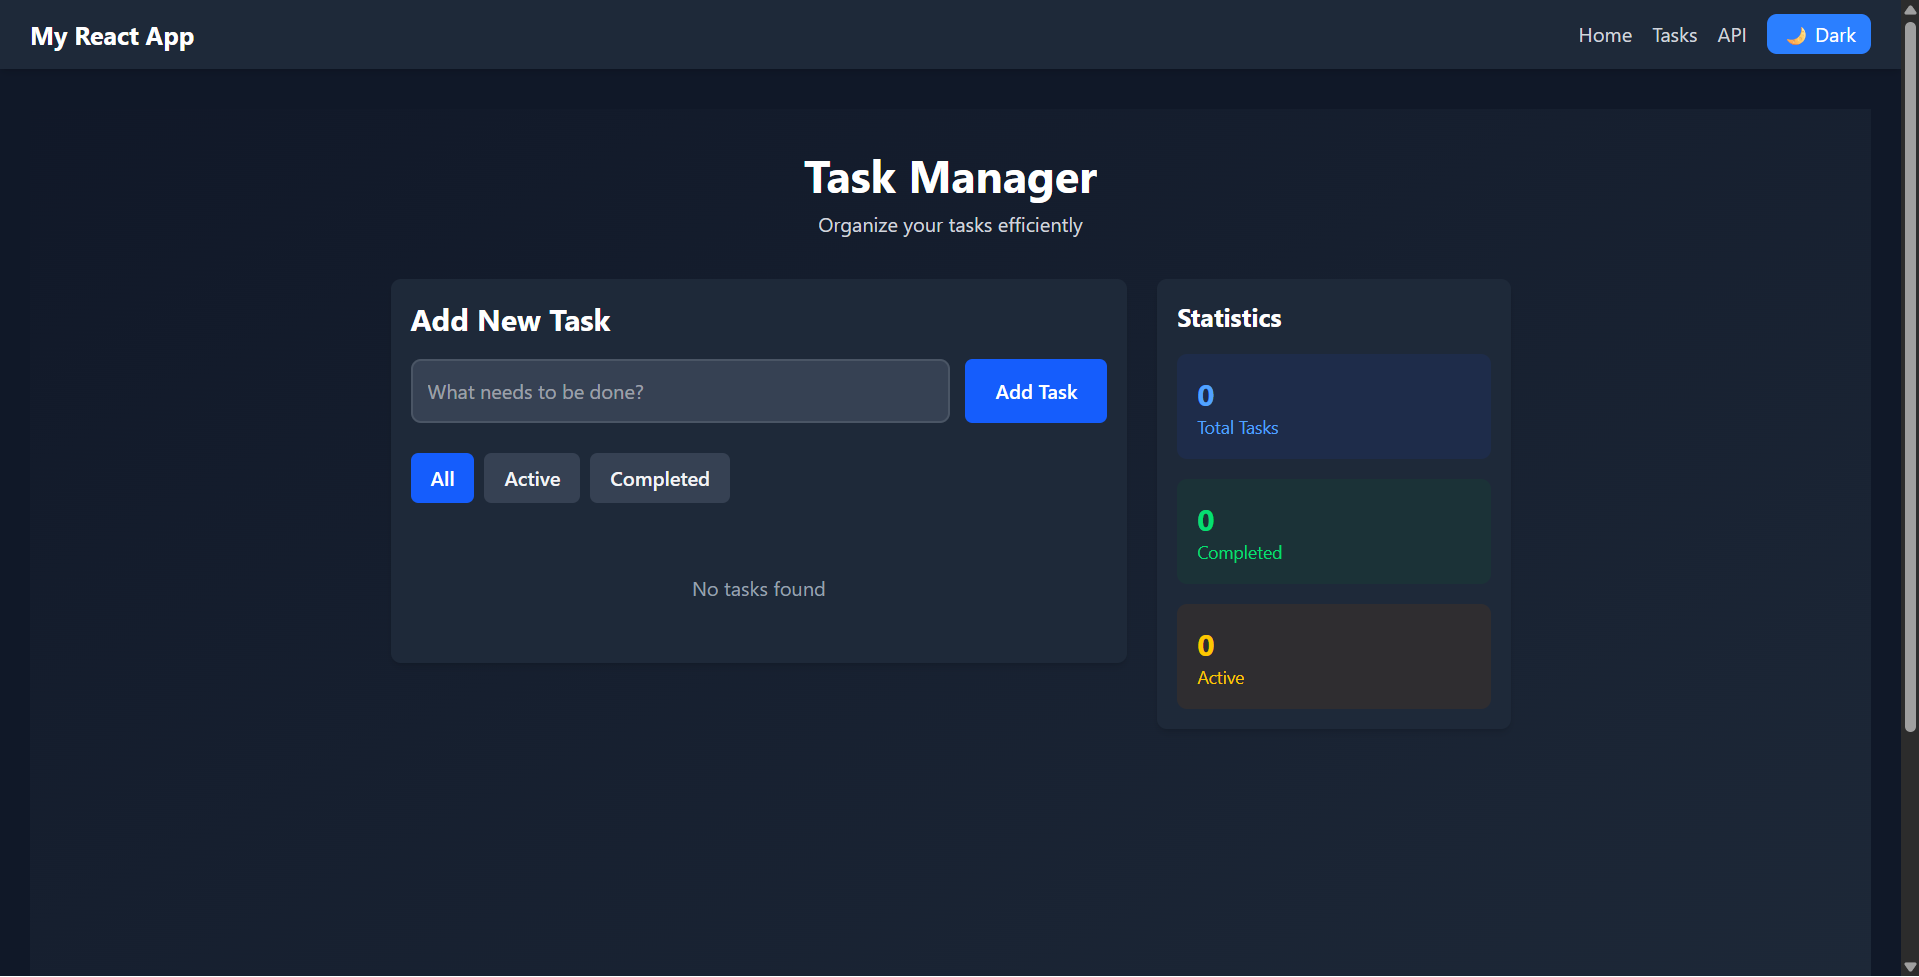 My React App
Home Tasks API 🌙 Dark
Task Manager
Organize your tasks efficiently
Add New Task
What needs to be done?
Add Task
All Active Completed
No tasks found
Statistics
0
Total Tasks
0
Completed
0
Active